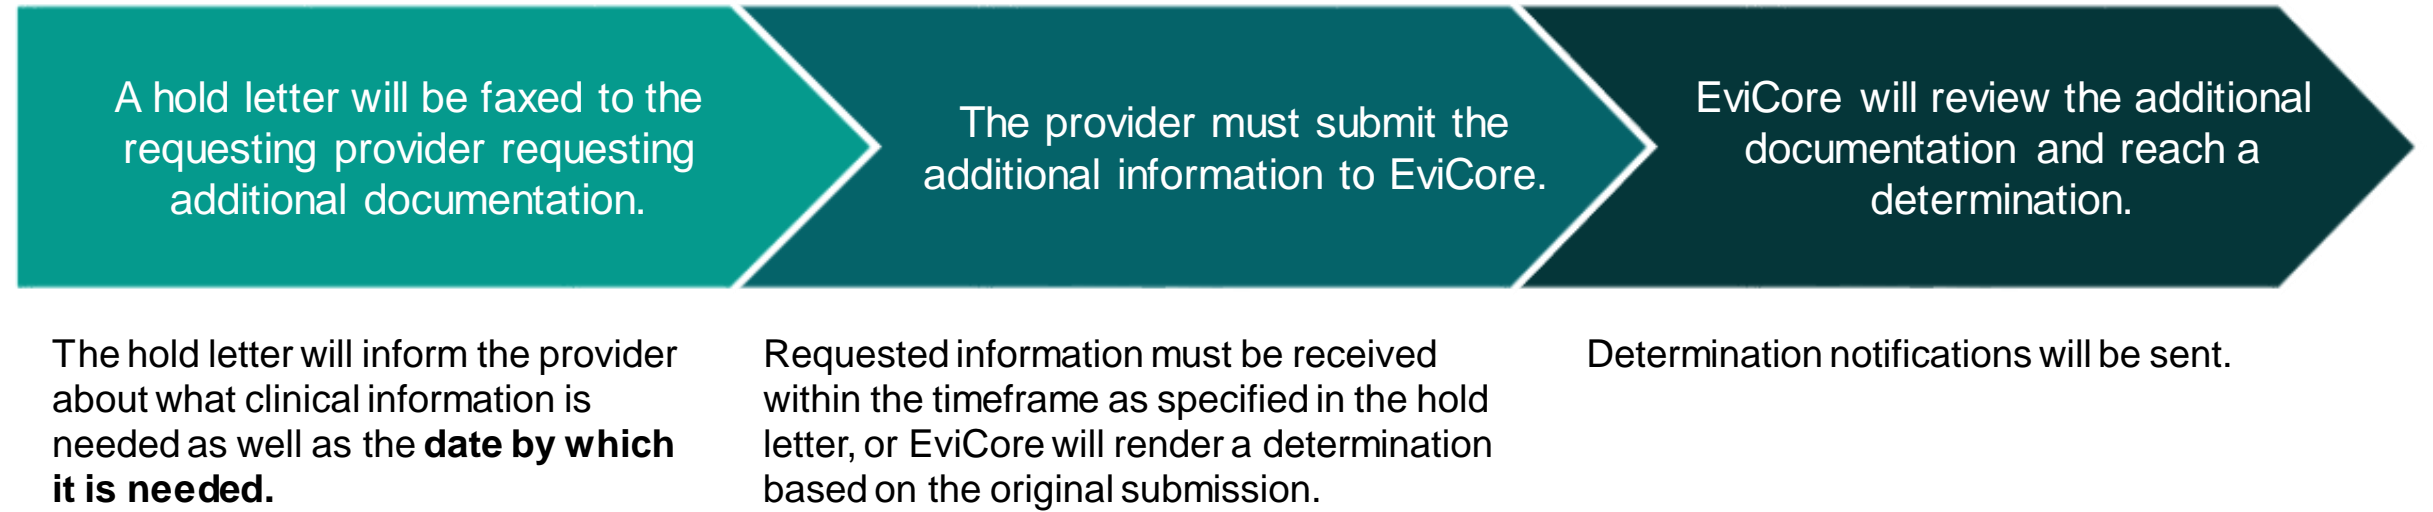 A hold letter will be faxed to the
requesting provider requesting
additional documentation.
The provider must submit the
additional information to EviCore.
EviCore will review the additional
documentation and reach a
determination.
The hold letter will inform the provider
about what clinical information is
needed as well as the date by which
it is needed.
Requested information must be received
within the timeframe as specified in the hold
letter, or EviCore will render a determination
based on the original submission.
Determination notifications will be sent.